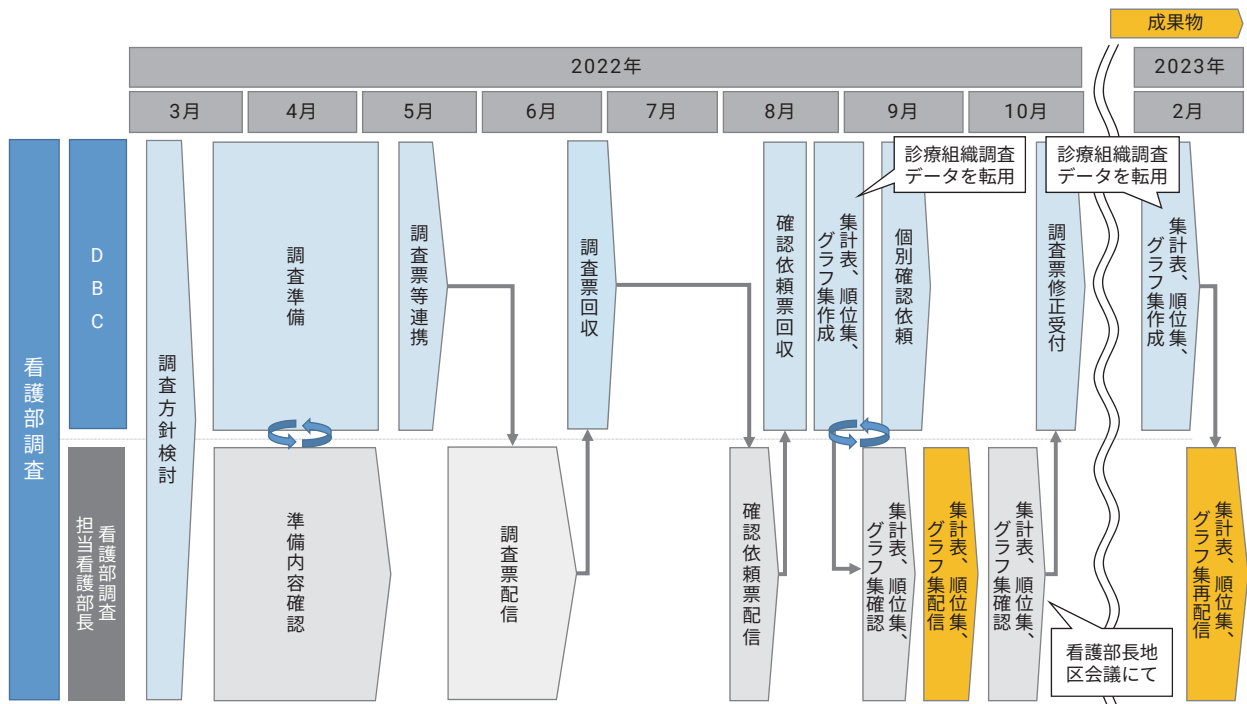 成果物
2022年
2023年
3月
4月
5月
6月
7月
8月
9月
10月
2月
看護部調査
DBC
調査方針検討
調査準備
調査票等連携
調査票回収
確認依頼票回収
集計表、順位集、
グラフ集作成
診療組織調査
データを転用
個別確認依頼
調査票修正受付
診療組織調査
データを転用
集計表、順位集、
グラフ集作成
看護部調査
担当看護部長
準備内容確認
調査票配信
確認依頼票配信
集計表、順位集、
グラフ集確認
集計表、順位集、
グラフ集配信
集計表、順位集、
グラフ集確認
看護部長地
区会議にて
集計表、順位集、
グラフ集再配信